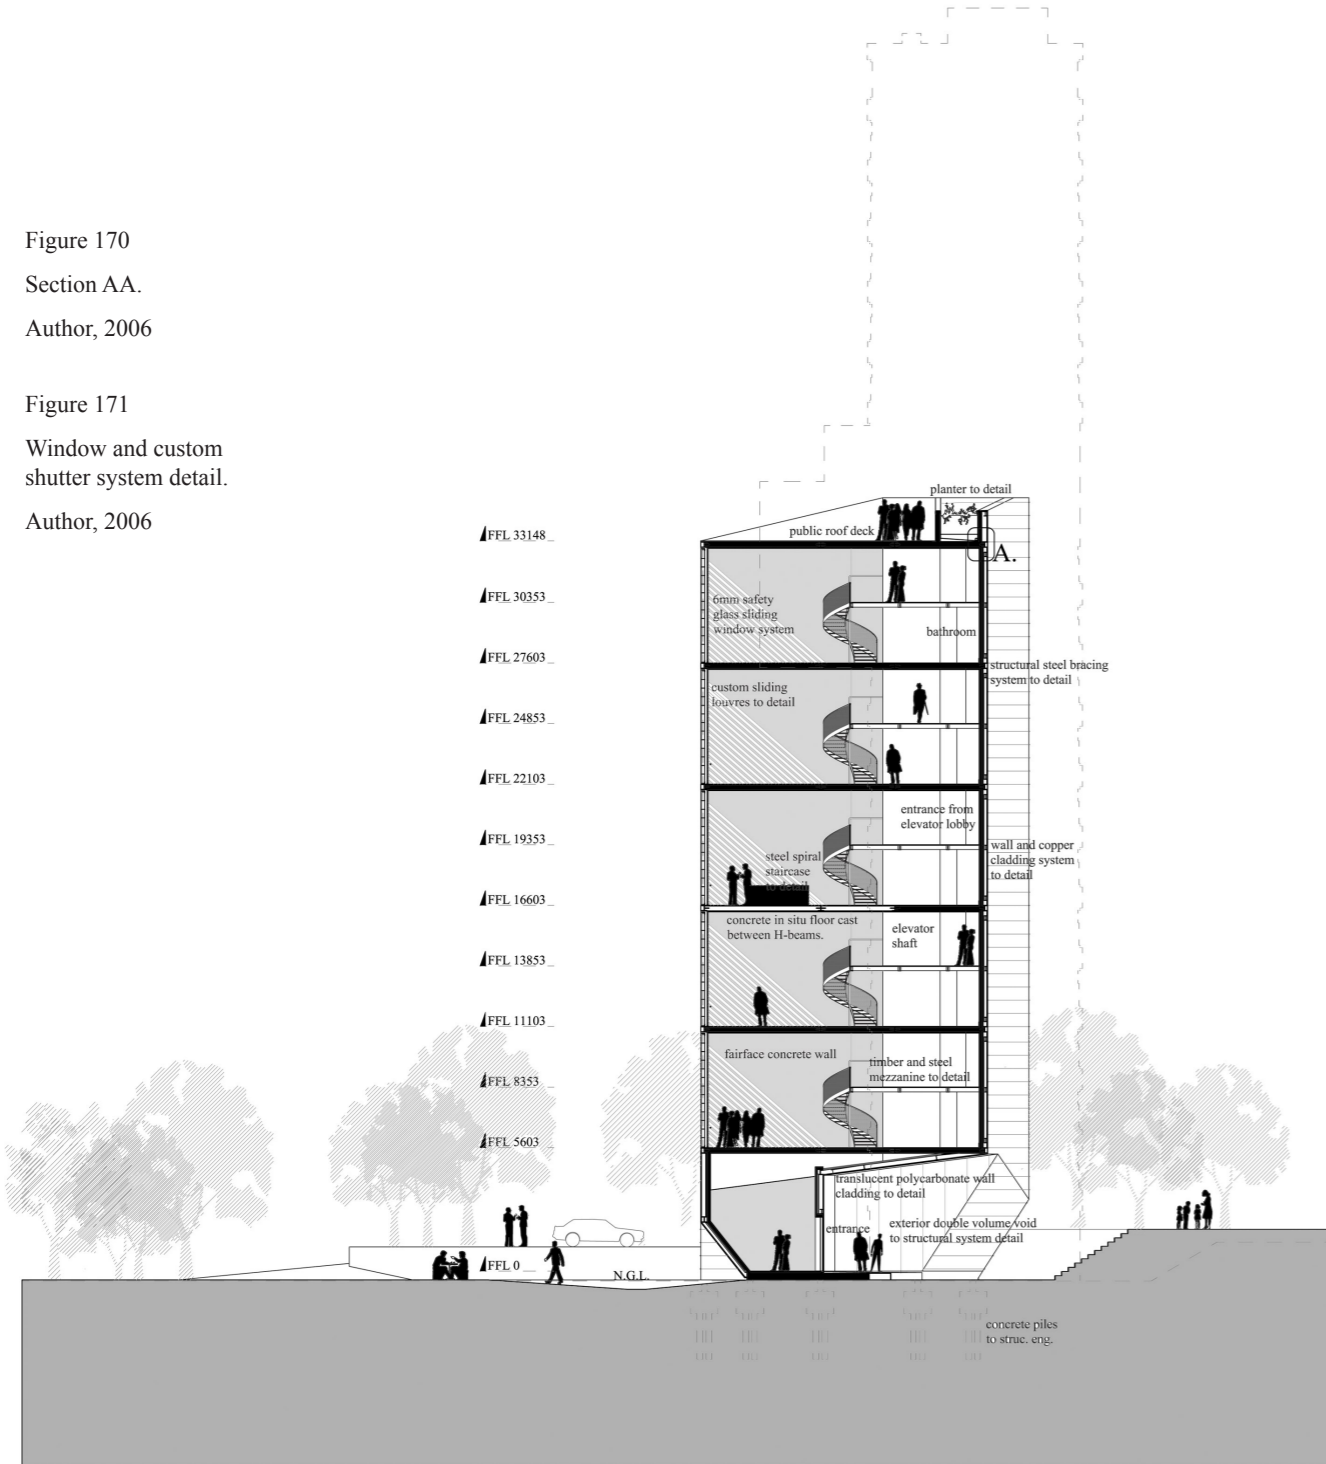 Figure 170
Section AA.
Author, 2006
Figure 171
Window and custom
shutter system detail.
Author, 2006
planter to detail
public roof deck
A.
FFL 33148
FFL 30353
FFL 27603
FFL 24853
FFL 22103
FFL 19353
FFL 16603
FFL 13853
FFL 11103
FFL 8353
FFL 5603
FFL 0
6mm safety
glass sliding
window system
bathroom
structural steel bracing
system to detail
custom sliding
louvres to detail
entrance from
elevator lobby
steel spiral
staircase
to detail
wall and copper
cladding system
to detail
concrete in situ floor cast
between H-beams.
elevator
shaft
fairface concrete wall
timber and steel
mezzanine to detail
translucent polycarbonate wall
cladding to detail
entrance
exterior double volume void
to structural system detail
N.G.L.
concrete piles
to struc. eng.